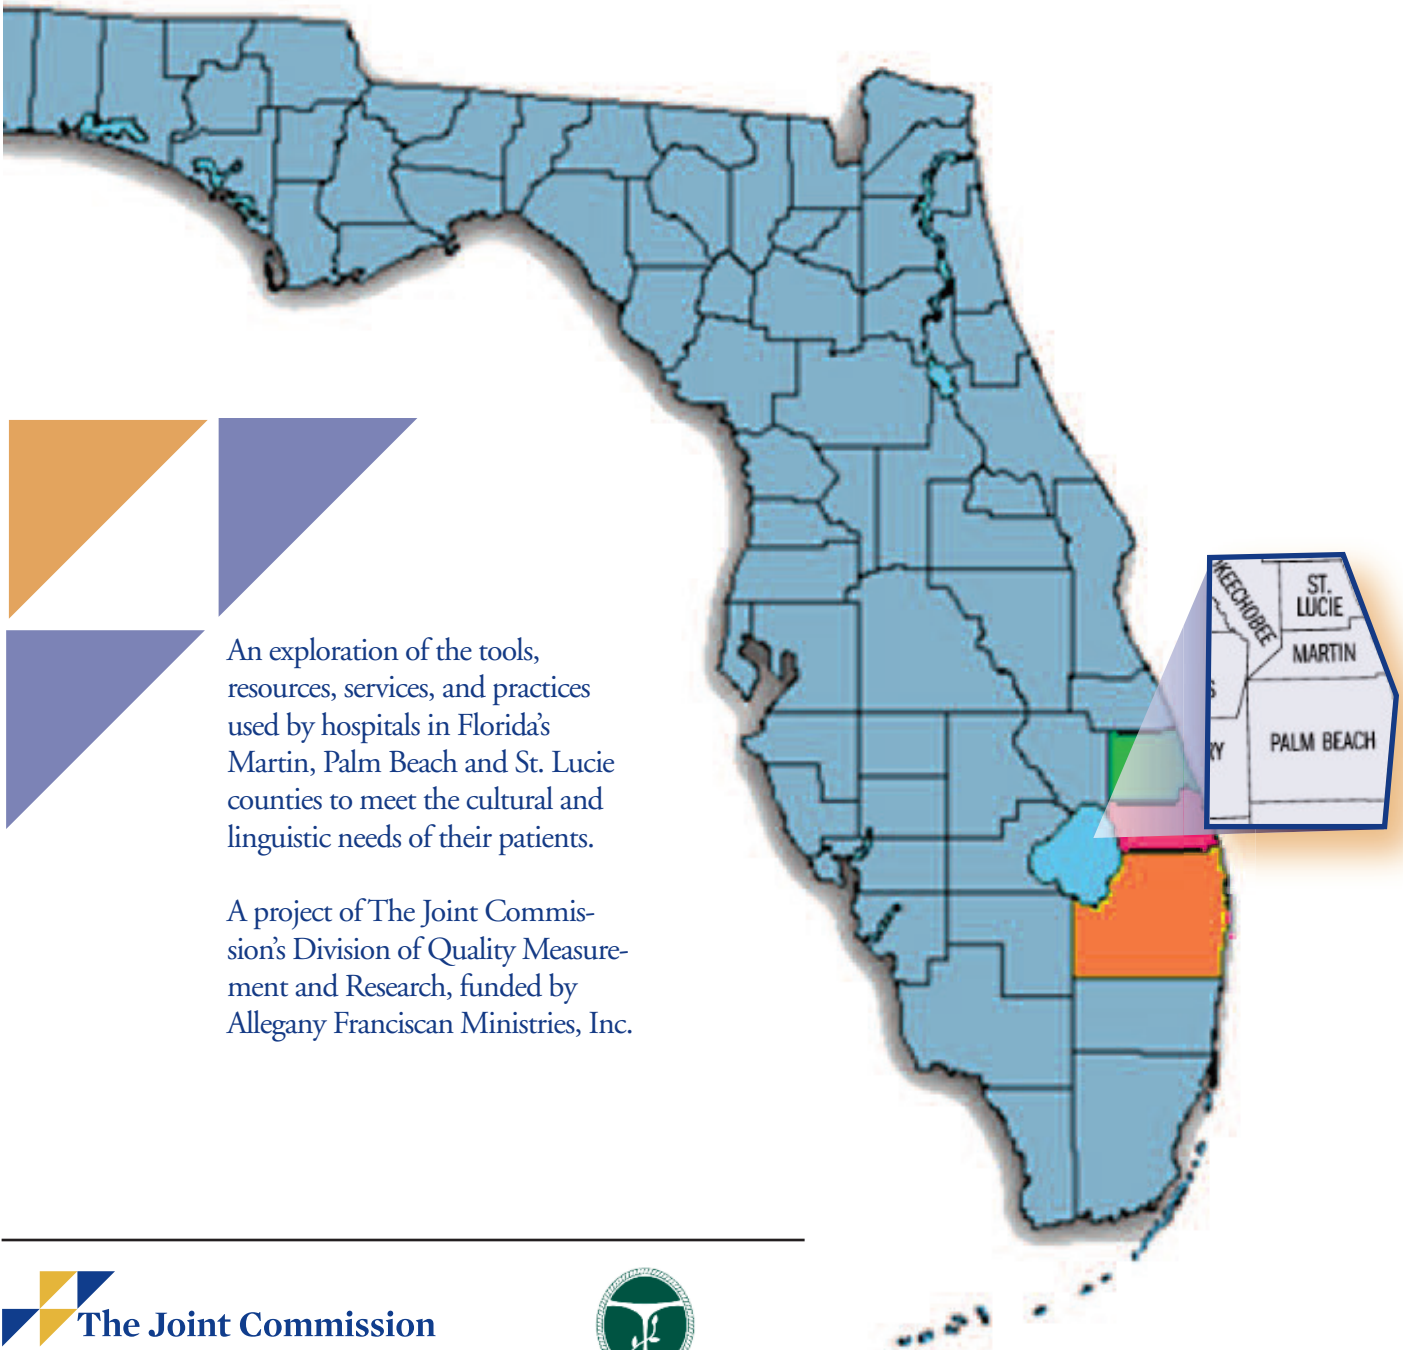 An exploration of the tools,
resources, services, and practices
used by hospitals in Florida’s
Martin, Palm Beach and St. Lucie
counties to meet the cultural and
linguistic needs of their patients.
A project of The Joint Commis-
sion’s Division of Quality Measure-
ment and Research, funded by
Allegany Franciscan Ministries, Inc.
KEECHOBEE
ST.
LUCIE
MARTIN
S
RY
PALM BEACH
The Joint Commission